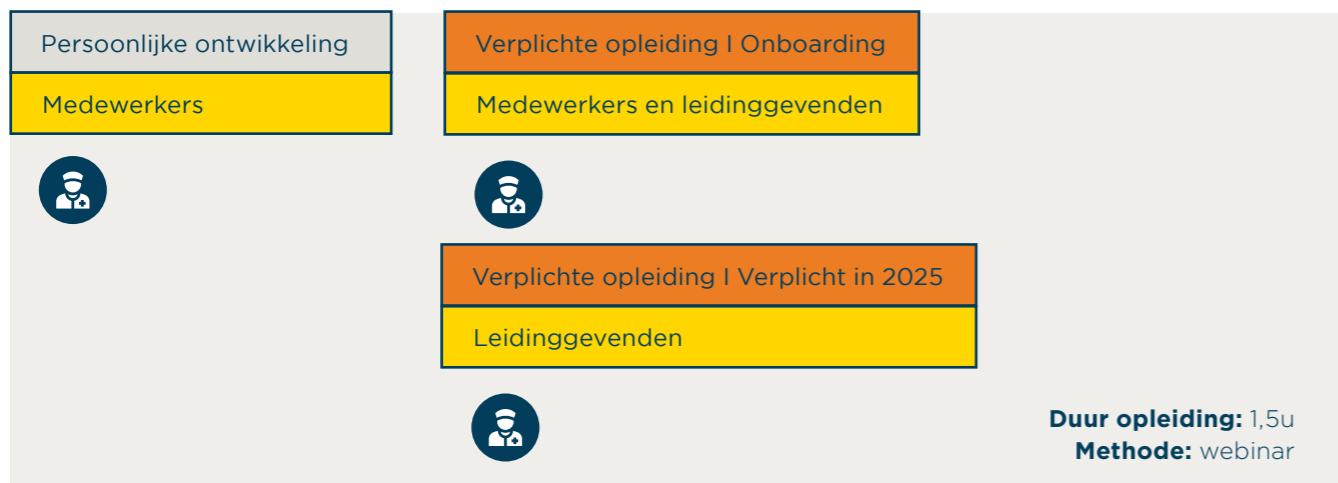 Persoonlijke ontwikkeling
Medewerkers
Verplichte opleiding I Onboarding
Medewerkers en leidinggevenden
Verplichte opleiding I Verplicht in 2025
Leidinggevenden
Duur opleiding: 1,5u
Methode: webinar